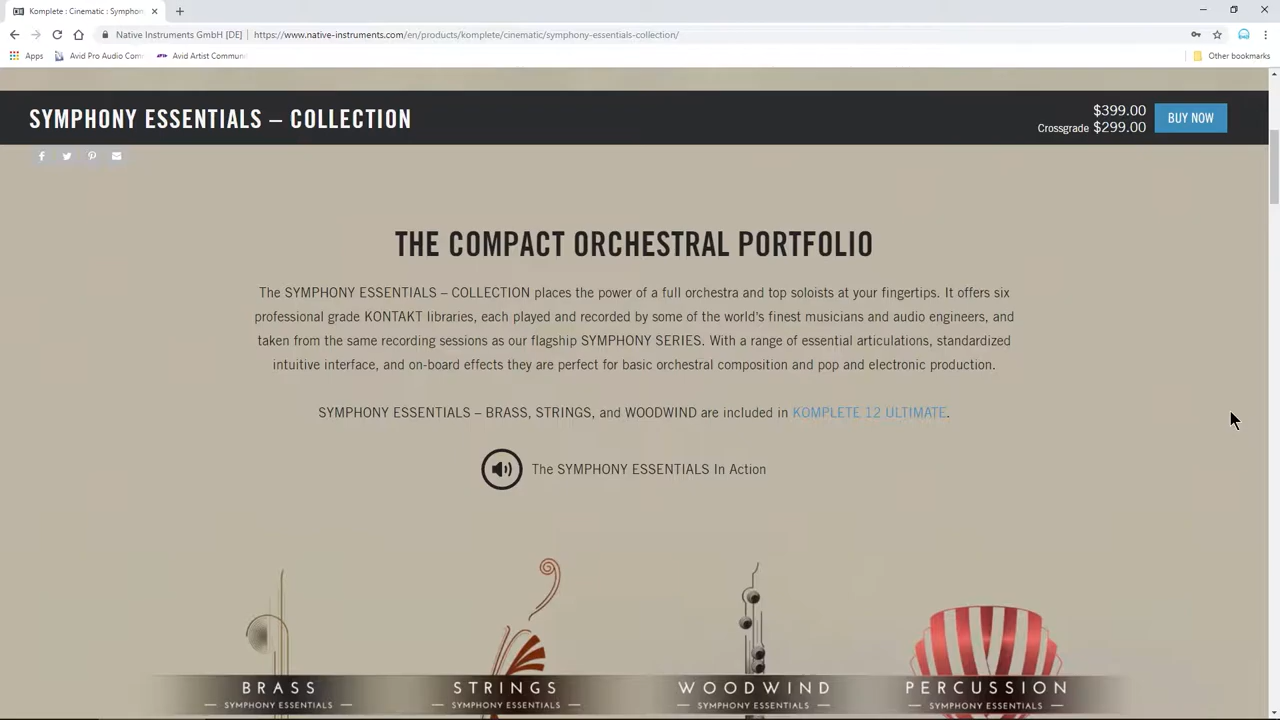 Komplete : Cinematic : Symphon
Native Instruments GmbH [DE] https://www.native-instruments.com/en/products/komplete/cinematic/symphony-essentials-collection/
Apps Avid Pro Audio Com Avid Artist Commun Other bookmarks
SYMPHONY ESSENTIALS – COLLECTION
$399.00
Crossgrade $299.00
BUY NOW
THE COMPACT ORCHESTRAL PORTFOLIO
The SYMPHONY ESSENTIALS – COLLECTION places the power of a full orchestra and top soloists at your fingertips. It offers six
professional grade KONTAKT libraries, each played and recorded by some of the world's finest musicians and audio engineers, and
taken from the same recording sessions as our flagship SYMPHONY SERIES. With a range of essential articulations, standardized
intuitive interface, and on-board effects they are perfect for basic orchestral composition and pop and electronic production.
SYMPHONY ESSENTIALS – BRASS, STRINGS, and WOODWIND are included in KOMPLETE 12 ULTIMATE.
The SYMPHONY ESSENTIALS In Action
BRASS
SYMPHONY ESSENTIALS
STRINGS
SYMPHONY ESSENTIALS
WOODWIND
SYMPHONY ESSENTIALS
PERCUSSION
SYMPHONY ESSENTIALS